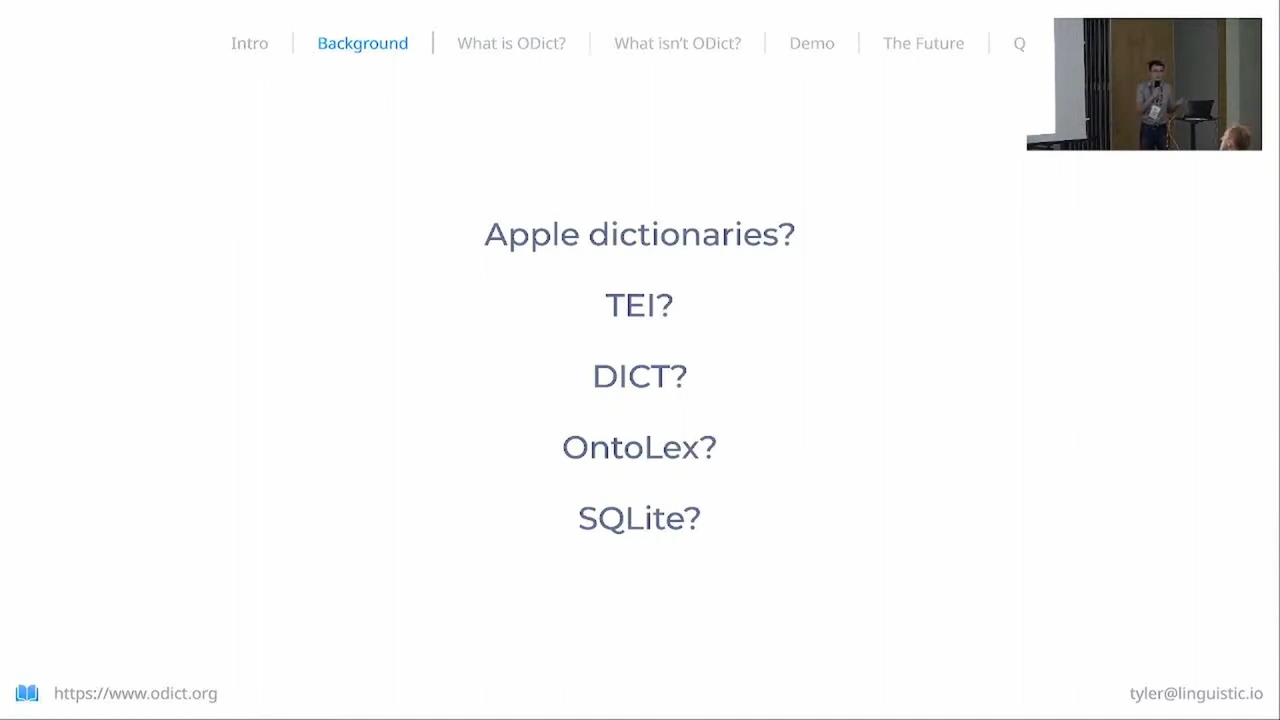 Intro | Background | What is ODict? | What isn't ODict? | Demo | The Future | Q
Apple dictionaries?
TEI?
DICT?
OntoLex?
SQLite?
https://www.odict.org
tyler@linguistic.io